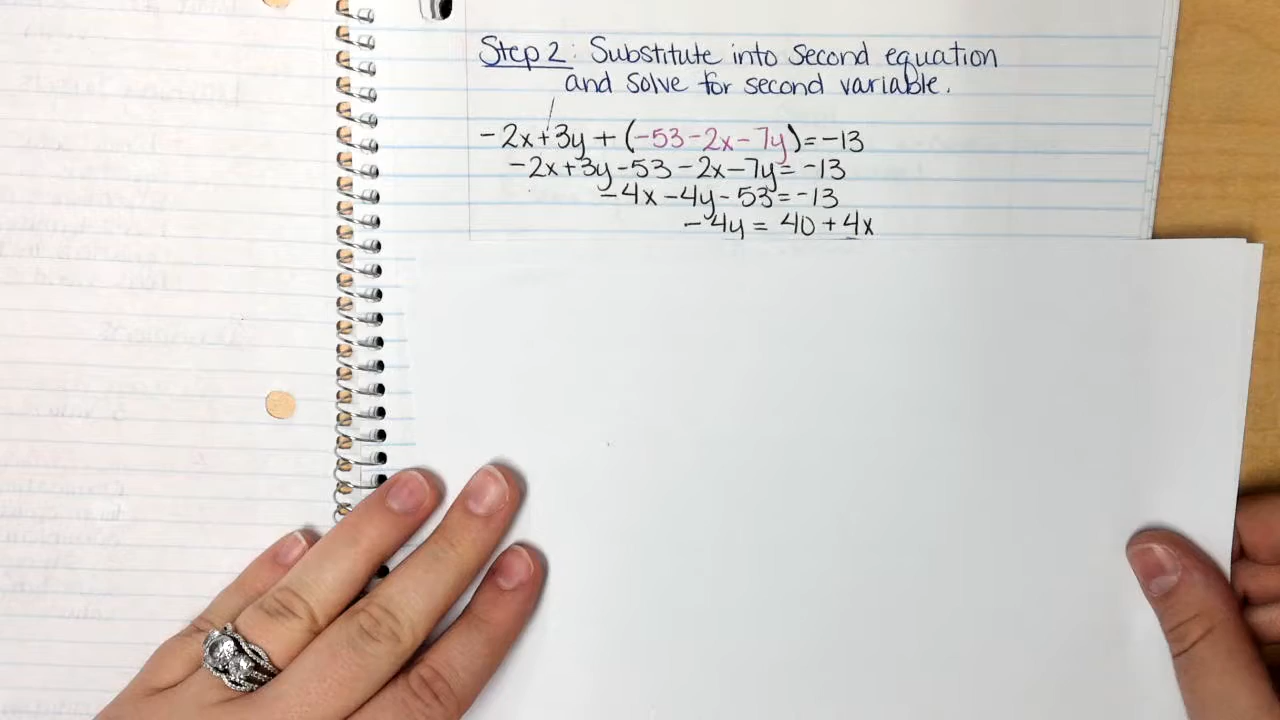 Step 2: Substitute into second equation
and solve for second variable.
-2x+3y+(-53-2x-7y)=-13
-2x+3y-53-2x-7y=-13
-4x-4y-53=-13
-4y=40+4x